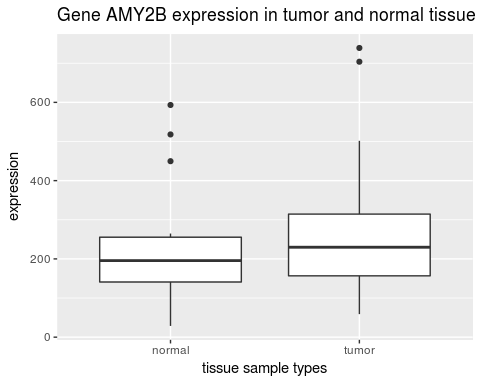 Gene AMY2B expression in tumor and normal tissue
expression
600
400
200
0
normal
tumor
tissue sample types